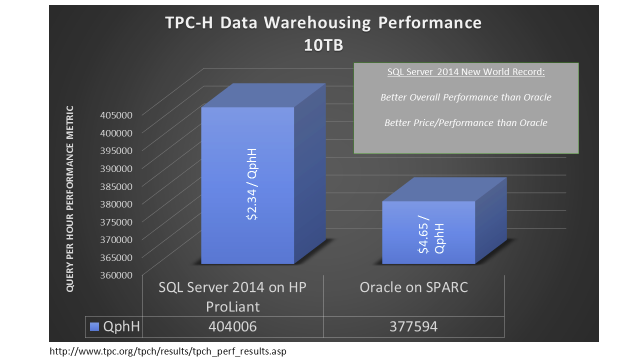 TPC-H Data Warehousing Performance
10TB
SQL Server 2014 New World Record:
Better Overall Performance than Oracle
Better Price/Performance than Oracle
QUERY PER HOUR PERFORMANCE METRIC
405000
400000
395000
390000
385000
380000
375000
370000
365000
360000
$2.34 / QphH
$4.65 /
QphH
SQL Server 2014 on HP
ProLiant
Oracle on SPARC
QphH
404006
377594
http://www.tpc.org/tpch/results/tpch_perf_results.asp